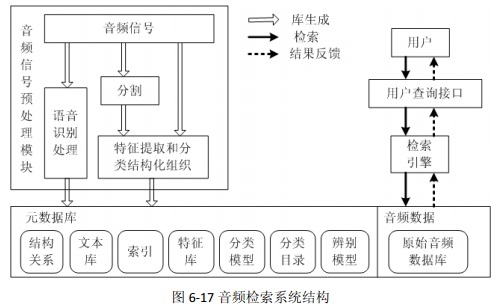 音频信号预处理模块
音频信号
语音识别处理
分割
特征提取和分
类结构化组织
库生成
检索
结果反馈
用户
用户查询接口
检索
引擎
元数据库
结构
关系
文本
库
索引
特征
库
分类
模型
分类
目录
辨别
模型
音频数据
原始音频
数据库
图 6-17 音频检索系统结构